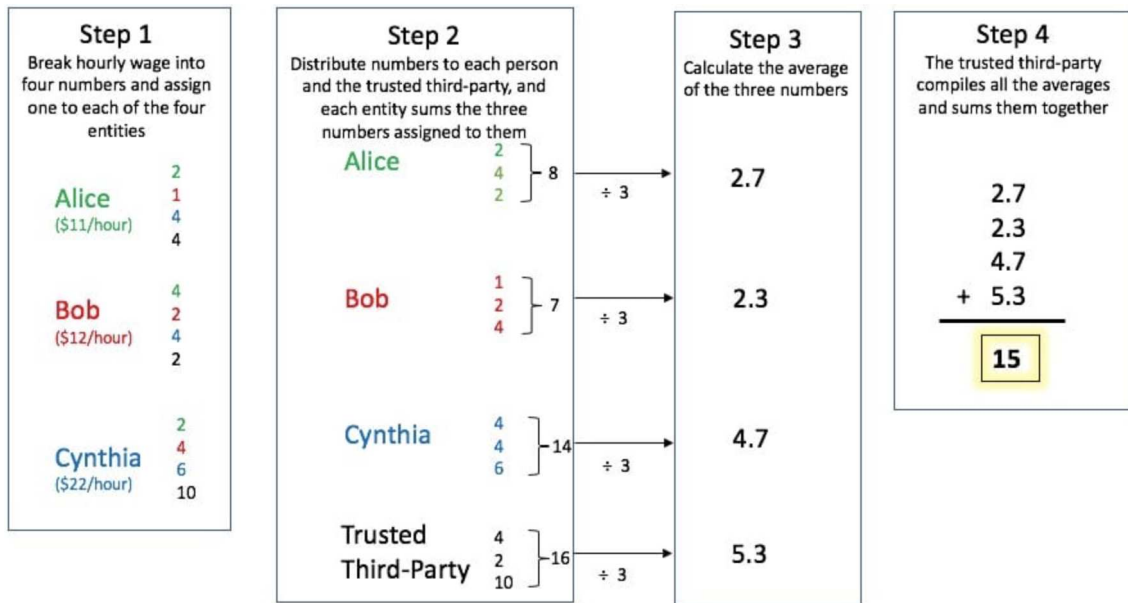 Step 1
Break hourly wage into
four numbers and assign
one to each of the four
entities
Alice
($11/hour)
2
1
4
4
Bob
($12/hour)
4
2
4
2
Cynthia
($22/hour)
2
4
6
10
Step 2
Distribute numbers to each person
and the trusted third-party, and
each entity sums the three
numbers assigned to them
Alice
2
4
2
8
÷ 3
Bob
1
2
4
7
÷ 3
Cynthia
4
4
6
14
÷ 3
Trusted
Third-Party
4
2
10
16
÷ 3
Step 3
Calculate the average
of the three numbers
2.7
2.3
4.7
5.3
Step 4
The trusted third-party
compiles all the averages
and sums them together
2.7
2.3
4.7
+ 5.3
15